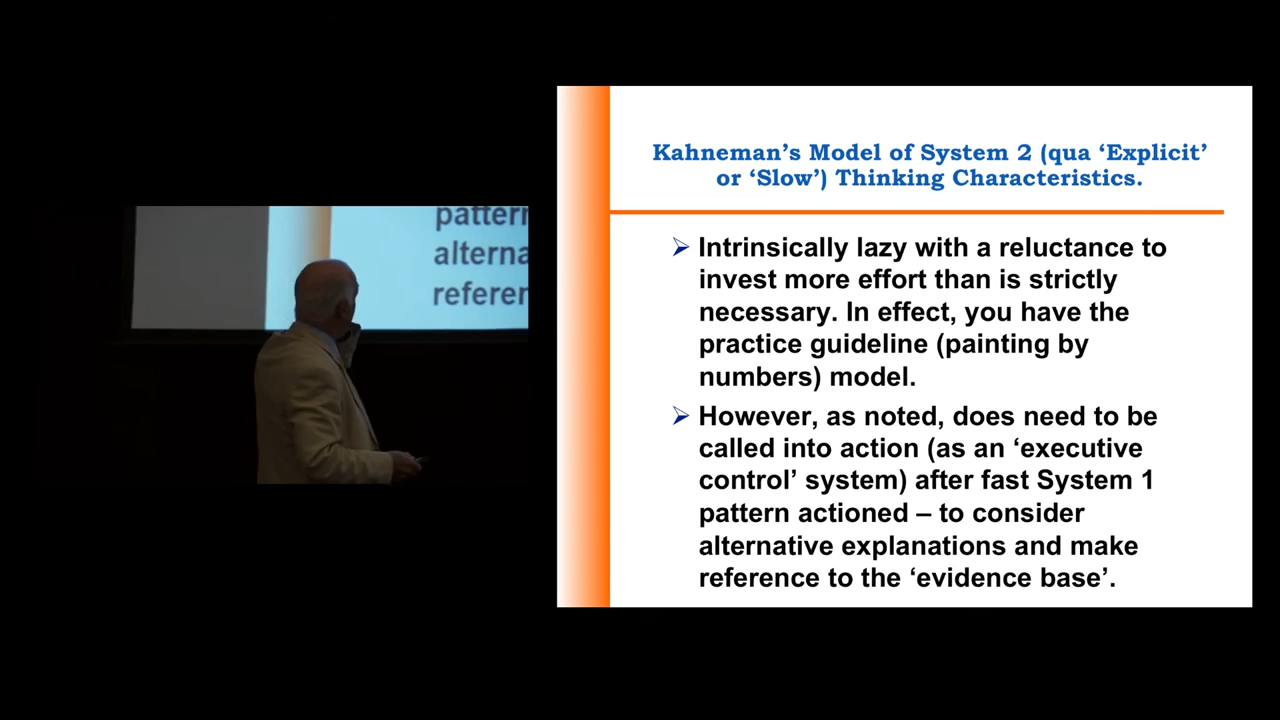 Kahneman's Model of System 2 (qua ‘Explicit’
or ‘Slow’) Thinking Characteristics.
Intrinsically lazy with a reluctance to
invest more effort than is strictly
necessary. In effect, you have the
practice guideline (painting by
numbers) model.
However, as noted, does need to be
called into action (as an ‘executive
control’ system) after fast System 1
pattern actioned – to consider
alternative explanations and make
reference to the ‘evidence base’.